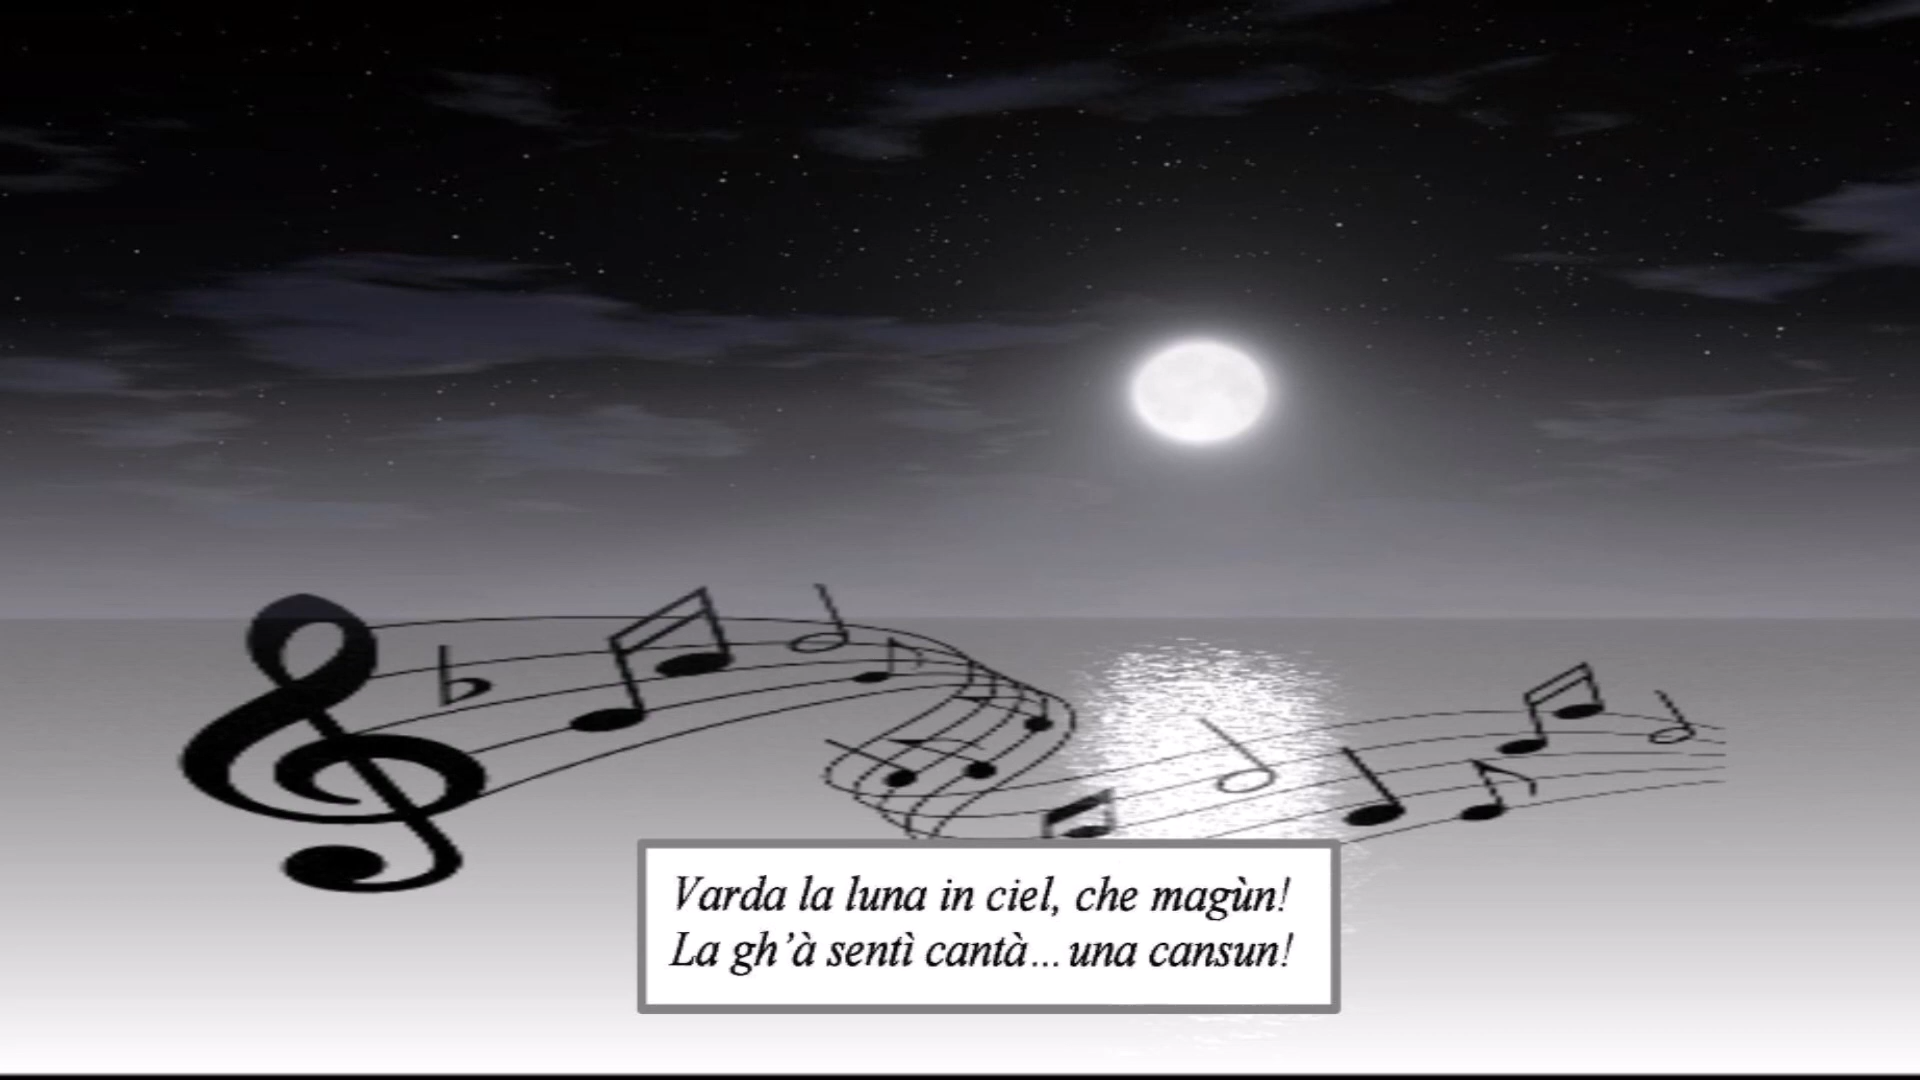 Varda la luna in ciel, che magùn!
La gh’à sentì cantà...una cansun!